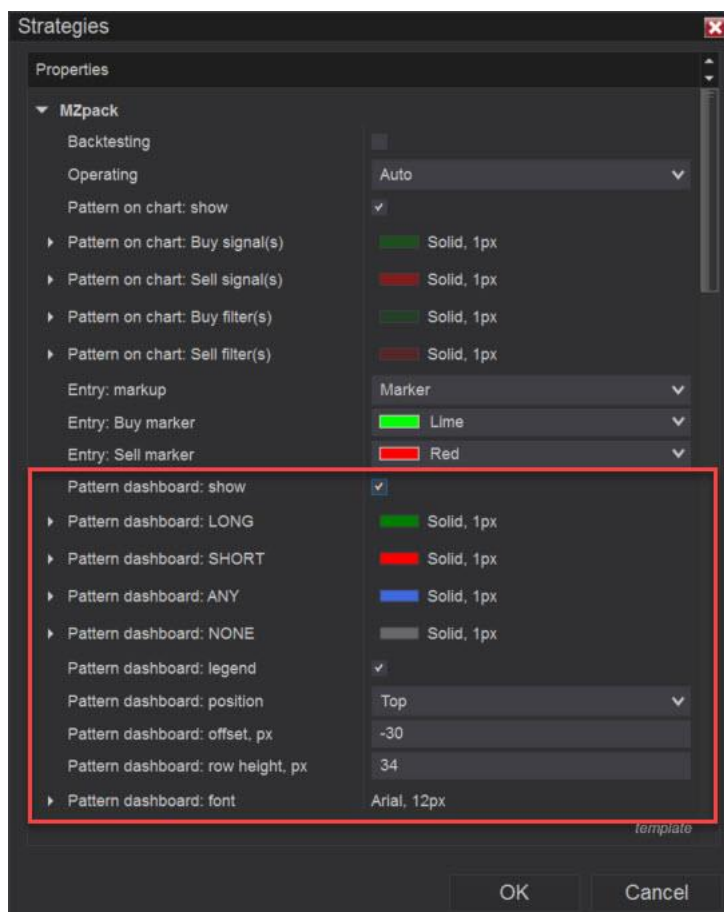 Strategies
Properties
MZpack
Backtesting
Operating Auto
Pattern on chart: show
Pattern on chart: Buy signal(s) Solid, 1px
Pattern on chart: Sell signal(s) Solid, 1px
Pattern on chart: Buy filter(s) Solid, 1px
Pattern on chart: Sell filter(s) Solid, 1px
Entry: markup Marker
Entry: Buy marker Lime
Entry: Sell marker Red
Pattern dashboard: show
Pattern dashboard: LONG Solid, 1px
Pattern dashboard: SHORT Solid, 1px
Pattern dashboard: ANY Solid, 1px
Pattern dashboard: NONE Solid, 1px
Pattern dashboard: legend
Pattern dashboard: position Top
Pattern dashboard: offset, px -30
Pattern dashboard: row height, px 34
Pattern dashboard: font Arial, 12px
template
OK Cancel